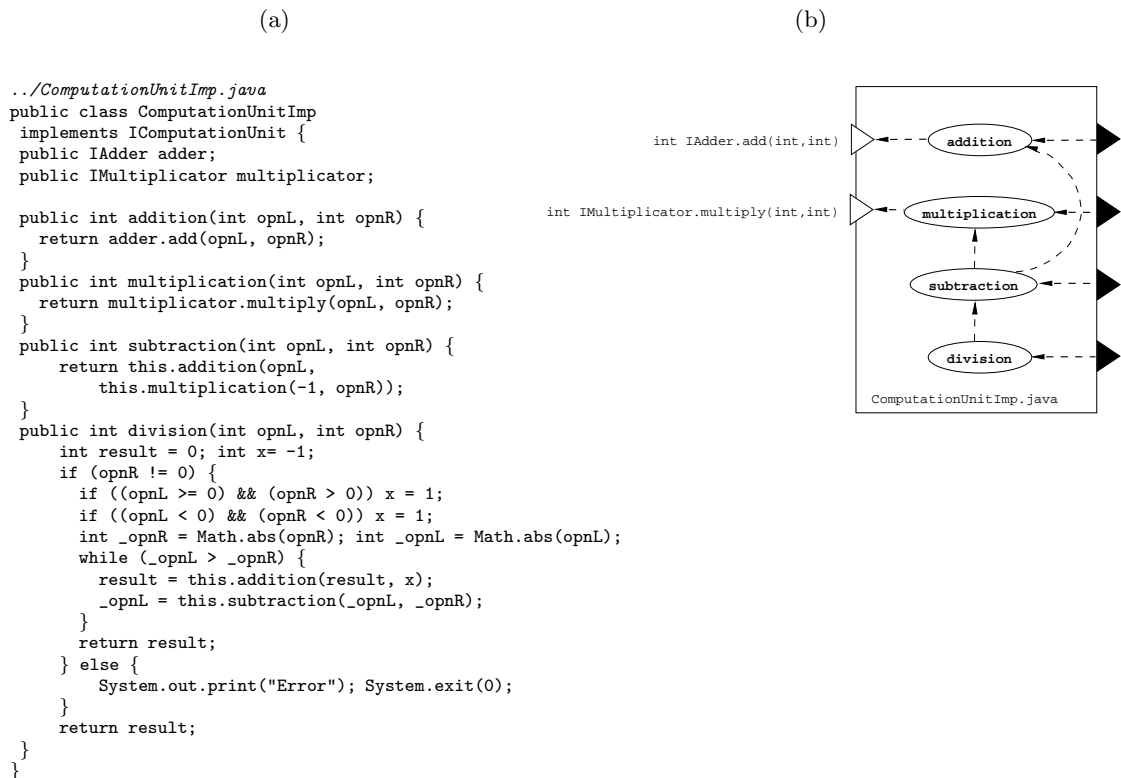 (a)
(b)
../ComputationUnitImp.java
public class ComputationUnitImp
implements IComputationUnit {
public IAdder adder;
public IMultiplicator multiplicator;
public int addition(int opnL, int opnR) {
return adder.add(opnL, opnR);
}
public int multiplication(int opnL, int opnR) {
return multiplicator.multiply(opnL, opnR);
}
public int subtraction(int opnL, int opnR) {
return this.addition(opnL,
this.multiplication(-1, opnR));
}
public int division(int opnL, int opnR) {
int result = 0; int x= -1;
if (opnR != 0) {
if ((opnL >= 0) && (opnR > 0)) x = 1;
if ((opnL < 0) && (opnR < 0)) x = 1;
int _opnR = Math.abs(opnR); int _opnL = Math.abs(opnL);
while (_opnL > _opnR) {
result = this.addition(result, x);
_opnL = this.subtraction(_opnL, _opnR);
}
return result;
} else {
System.out.print("Error"); System.exit(0);
}
return result;
}
}
int IAdder.add(int,int)
addition
int IMultiplicator.multiply(int,int)
multiplication
subtraction
division
ComputationUnitImp.java